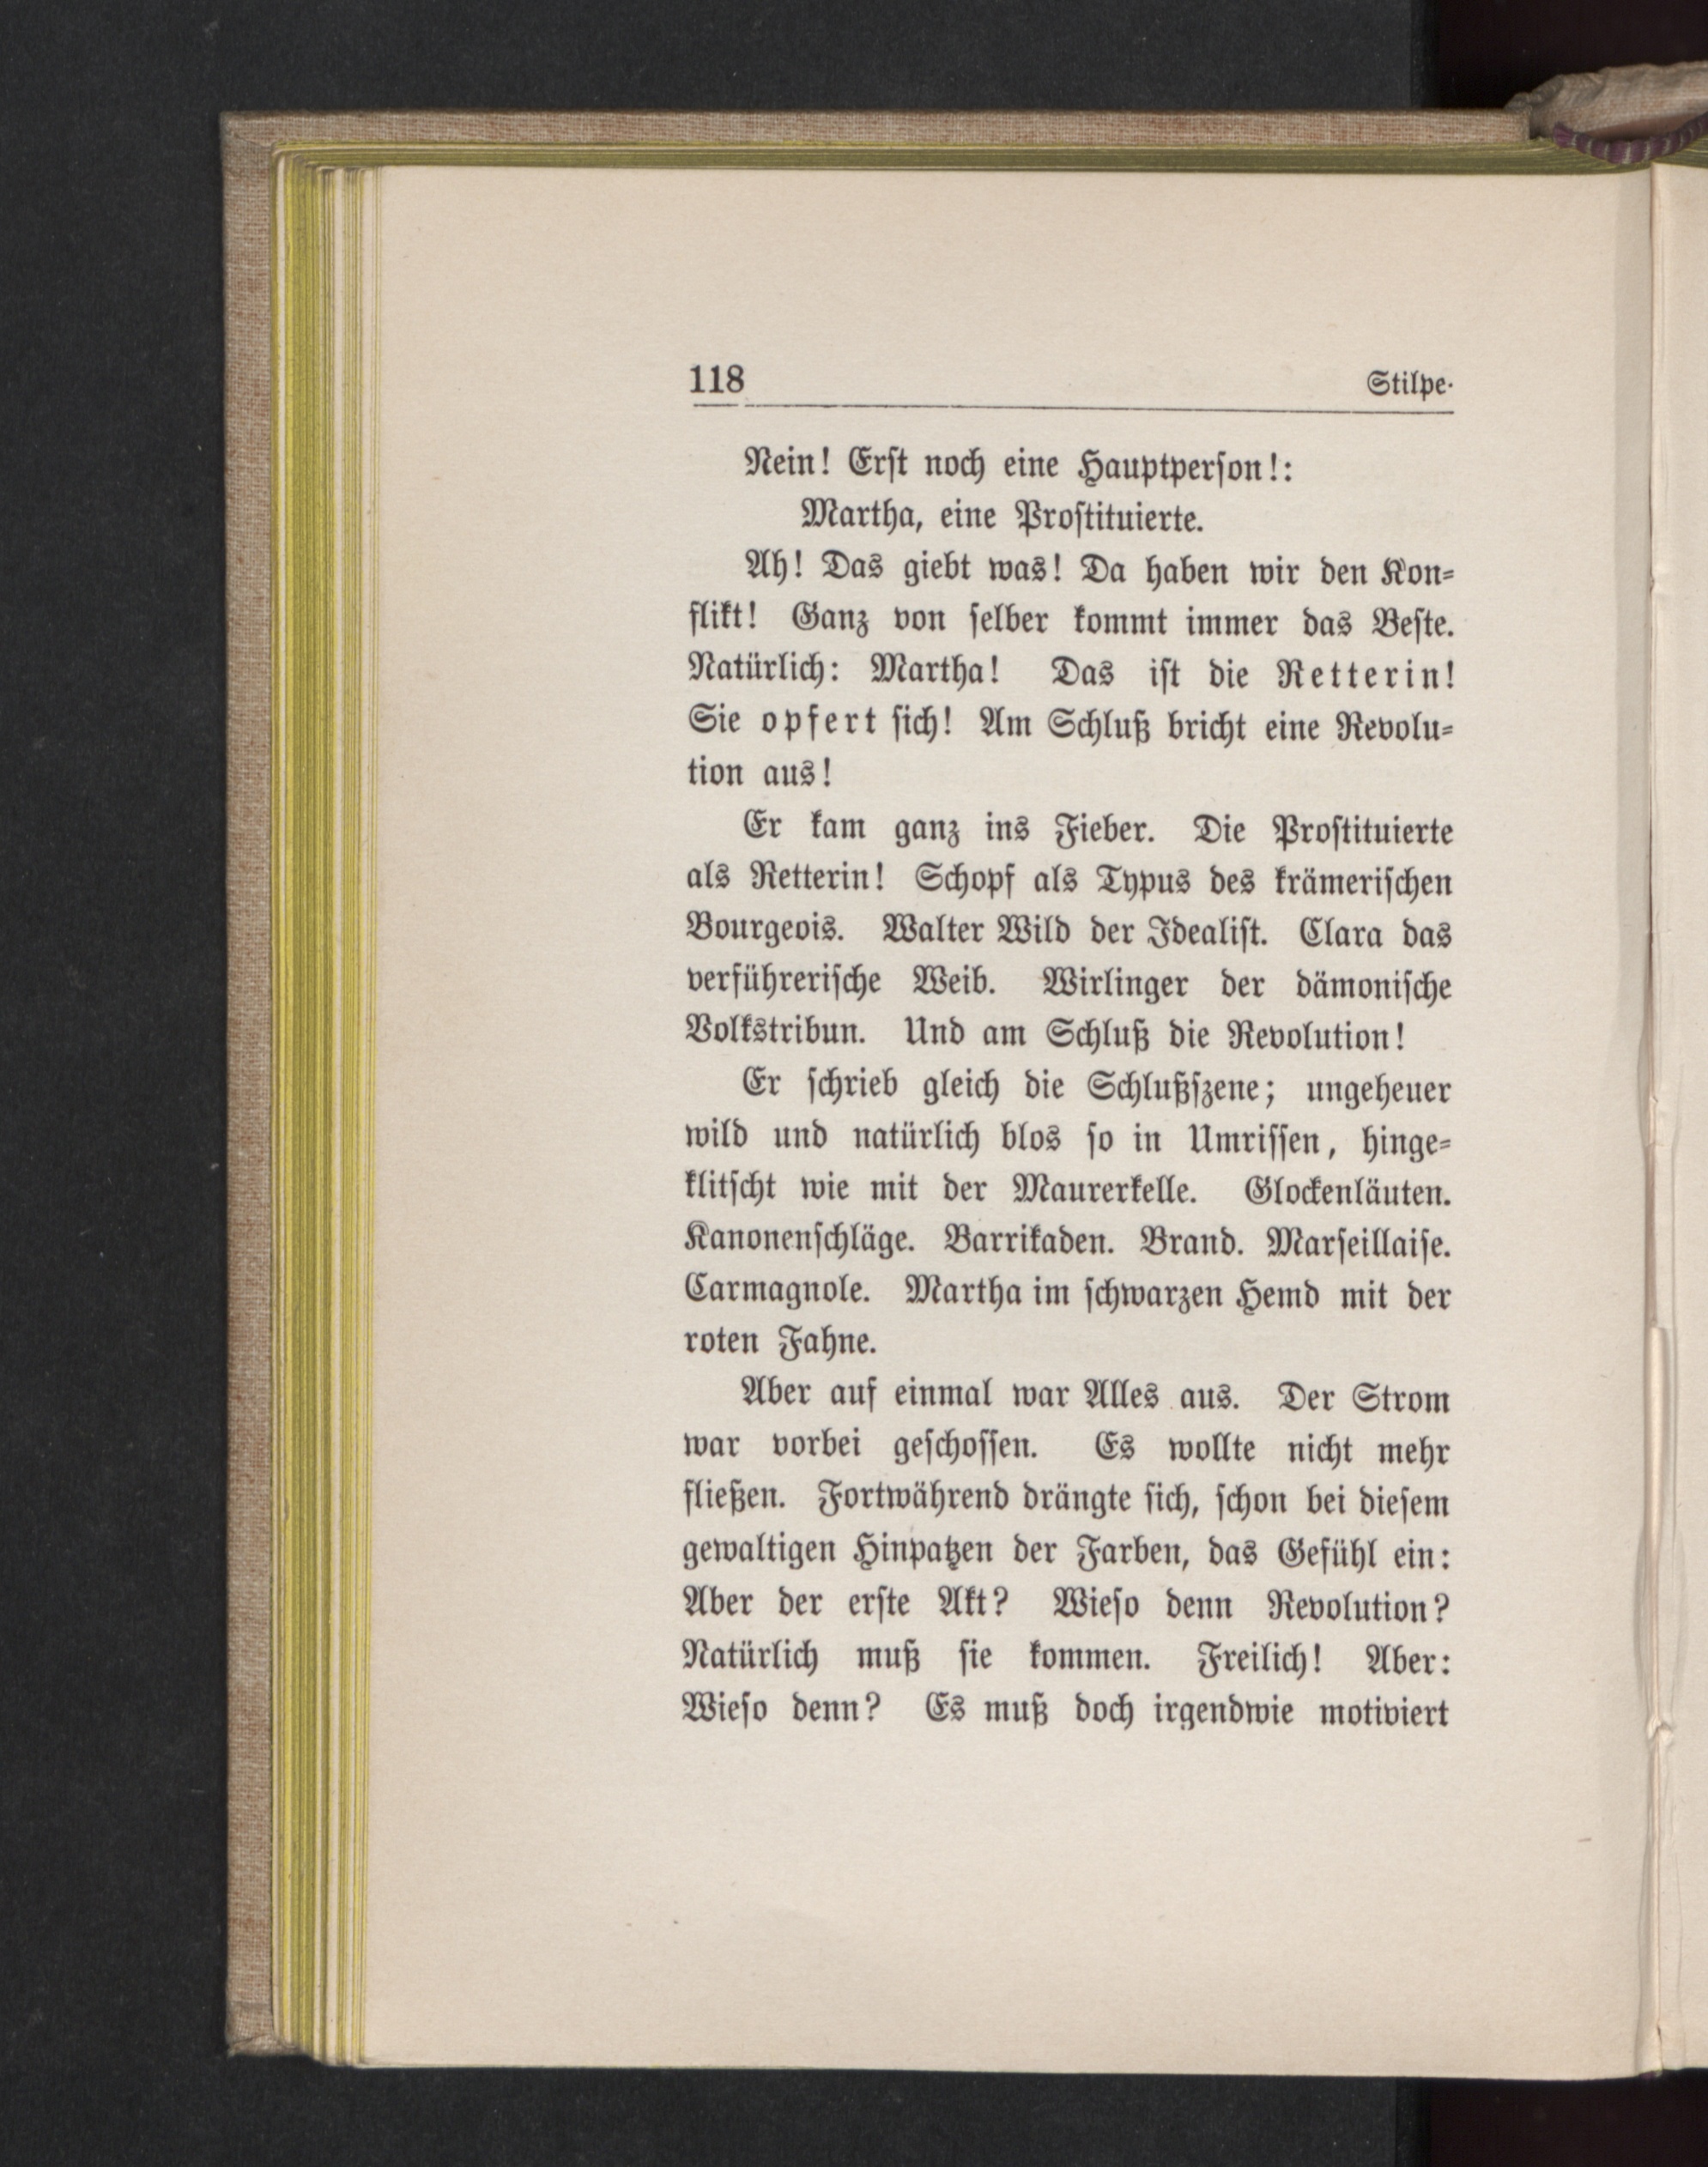 118 Stilpe.
Nein! Erſt noch eine Hauptperſon!:
Martha, eine Proſtituierte.
Ah! Das giebt was! Da haben wir den Kon-
flikt! Ganz von ſelber kommt immer das Beſte.
Natürlich: Martha! Das iſt die Retterin!
Sie opfert ſich! Am Schluß bricht eine Revolu-
tion aus!
Er kam ganz ins Fieber. Die Proſtituierte
als Retterin! Schopf als Typus des krämeriſchen
Bourgeois. Walter Wild der Idealiſt. Clara das
verführeriſche Weib. Wirlinger der dämoniſche
Volkstribun. Und am Schluß die Revolution!
Er ſchrieb gleich die Schlußſzene; ungeheuer
wild und natürlich blos ſo in Umriſſen, hinge-
klitſcht wie mit der Maurerkelle. Glockenläuten.
Kanonenſchläge. Barrikaden. Brand. Marſeillaiſe.
Carmagnole. Martha im ſchwarzen Hemd mit der
roten Fahne.
Aber auf einmal war Alles aus. Der Strom
war vorbei geſchoſſen. Es wollte nicht mehr
fließen. Fortwährend drängte ſich, ſchon bei dieſem
gewaltigen Hinpatzen der Farben, das Gefühl ein:
Aber der erſte Akt? Wieſo denn Revolution?
Natürlich muß ſie kommen. Freilich! Aber:
Wieſo denn? Es muß doch irgendwie motiviert